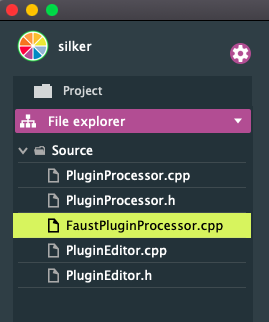 silker
Project
File explorer
Source
PluginProcessor.cpp
PluginProcessor.h
FaustPluginProcessor.cpp
PluginEditor.cpp
PluginEditor.h